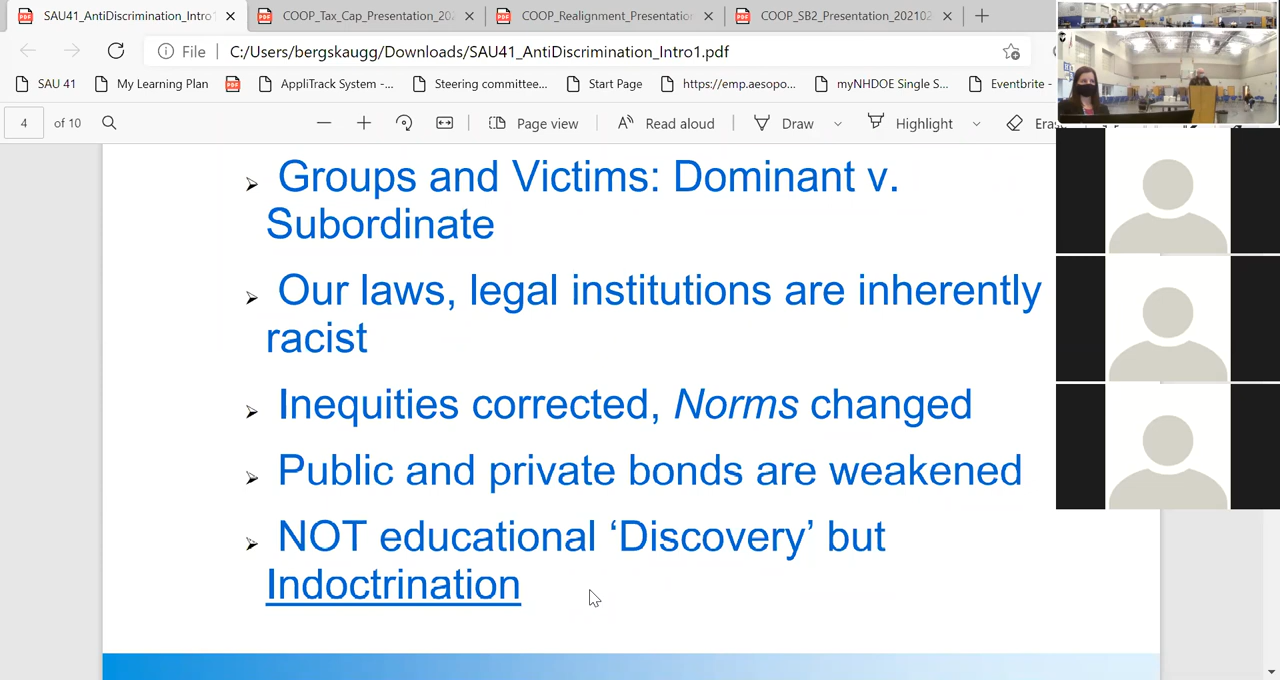 SAU41_AntiDiscrimination_Intro1
COOP_Tax_Cap_Presentation_202
COOP_Realignment_Presentation
COOP_SB2_Presentation_202102
File
C:/Users/bergskaugg/Downloads/SAU41_AntiDiscrimination_Intro1.pdf
SAU 41
My Learning Plan
AppliTrack System -...
Steering committee...
Start Page
https://emp.aesopo...
myNHDOE Single S...
Eventbrite -
4 of 10
Page view
Read aloud
Draw
Highlight
Eras
➢ Groups and Victims: Dominant v.
Subordinate
➢ Our laws, legal institutions are inherently
racist
➢ Inequities corrected, Norms changed
➢ Public and private bonds are weakened
➢ NOT educational ‘Discovery’ but
Indoctrination